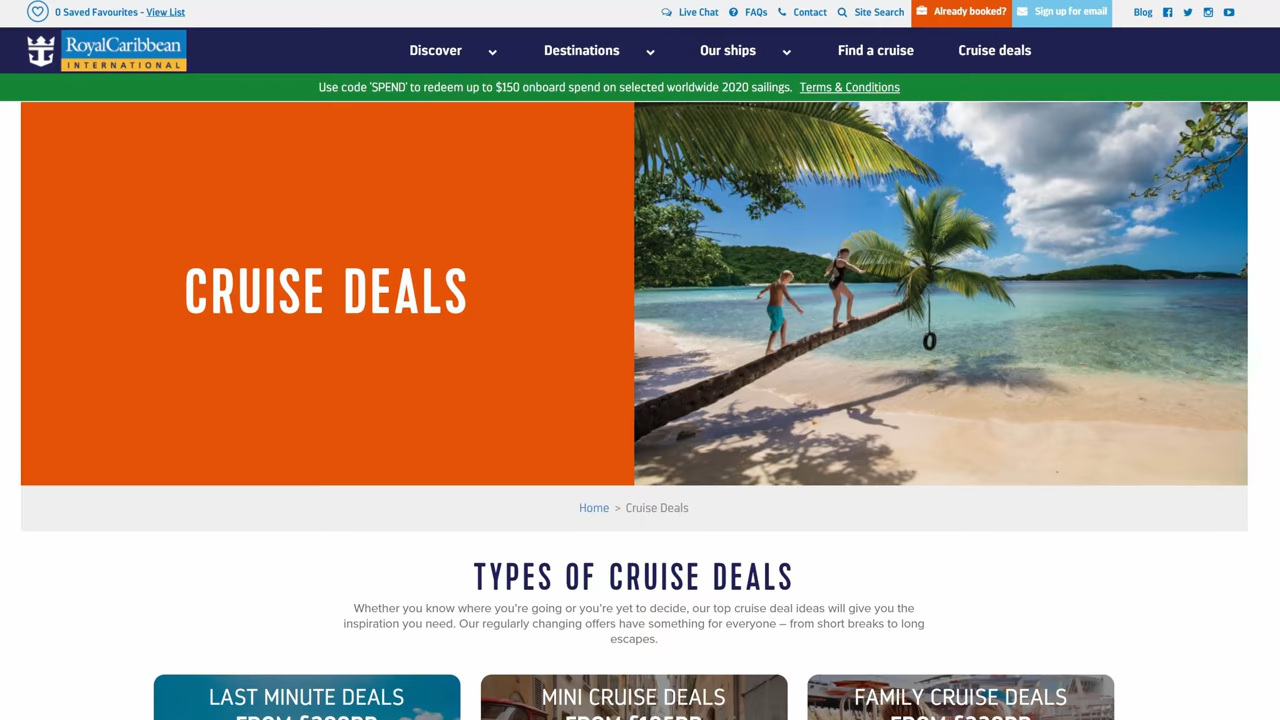 0 Saved Favourites - View List
Live Chat
FAQs
Contact
Site Search
Already booked?
Sign up for email
Blog
RoyalCaribbean
INTERNATIONAL
Discover
Destinations
Our ships
Find a cruise
Cruise deals
Use code 'SPEND' to redeem up to $150 onboard spend on selected worldwide 2020 sailings. Terms & Conditions
CRUISE DEALS
Home > Cruise Deals
TYPES OF CRUISE DEALS
Whether you know where you're going or you're yet to decide, our top cruise deal ideas will give you the
inspiration you need. Our regularly changing offers have something for everyone – from short breaks to long
escapes.
LAST MINUTE DEALS
MINI CRUISE DEALS
FAMILY CRUISE DEALS